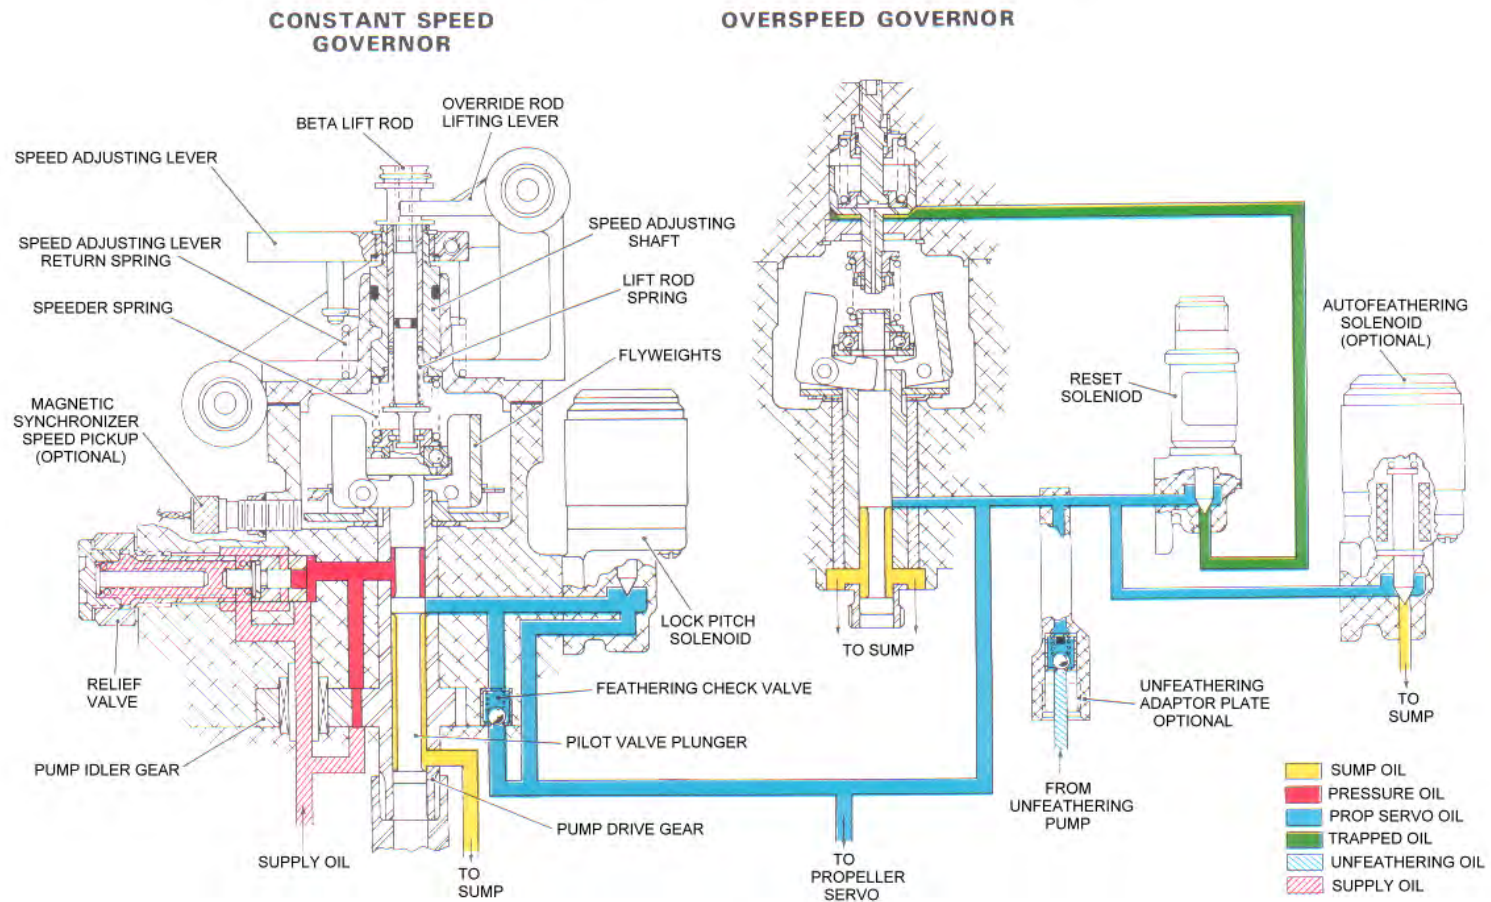 CONSTANT SPEED
GOVERNOR
OVERSPEED GOVERNOR
BETA LIFT ROD
OVERRIDE ROD
LIFTING LEVER
SPEED ADJUSTING LEVER
SPEED ADJUSTING LEVER
RETURN SPRING
SPEEDER SPRING
MAGNETIC
SYNCHRONIZER
SPEED PICKUP
(OPTIONAL)
SPEED ADJUSTING
SHAFT
LIFT ROD
SPRING
FLYWEIGHTS
LOCK PITCH
SOLENOID
RELIEF
VALVE
FEATHERING CHECK VALVE
PILOT VALVE PLUNGER
PUMP IDLER GEAR
PUMP DRIVE GEAR
SUPPLY OIL
TO
SUMP
TO SUMP
RESET
SOLENIOD
AUTOFEATHERING
SOLENOID
(OPTIONAL)
UNFEATHERING
ADAPTOR PLATE
OPTIONAL
TO
SUMP
FROM
UNFEATHERING
PUMP
TO
PROPELLER
SERVO
SUMP OIL
PRESSURE OIL
PROP SERVO OIL
TRAPPED OIL
UNFEATHERING OIL
SUPPLY OIL